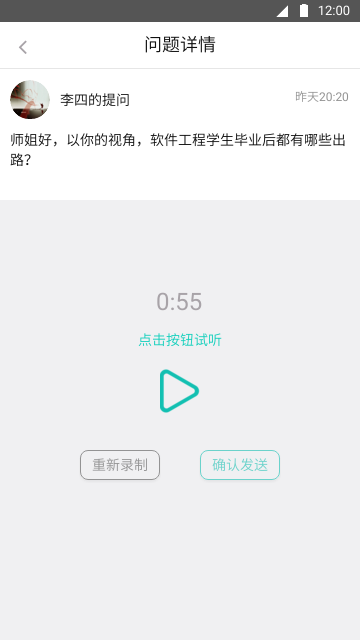 12:00
问题详情
李四的提问
昨天20:20
师姐好，以你的视角，软件工程学生毕业后都有哪些出
路？
0:55
点击按钮试听
重新录制
确认发送